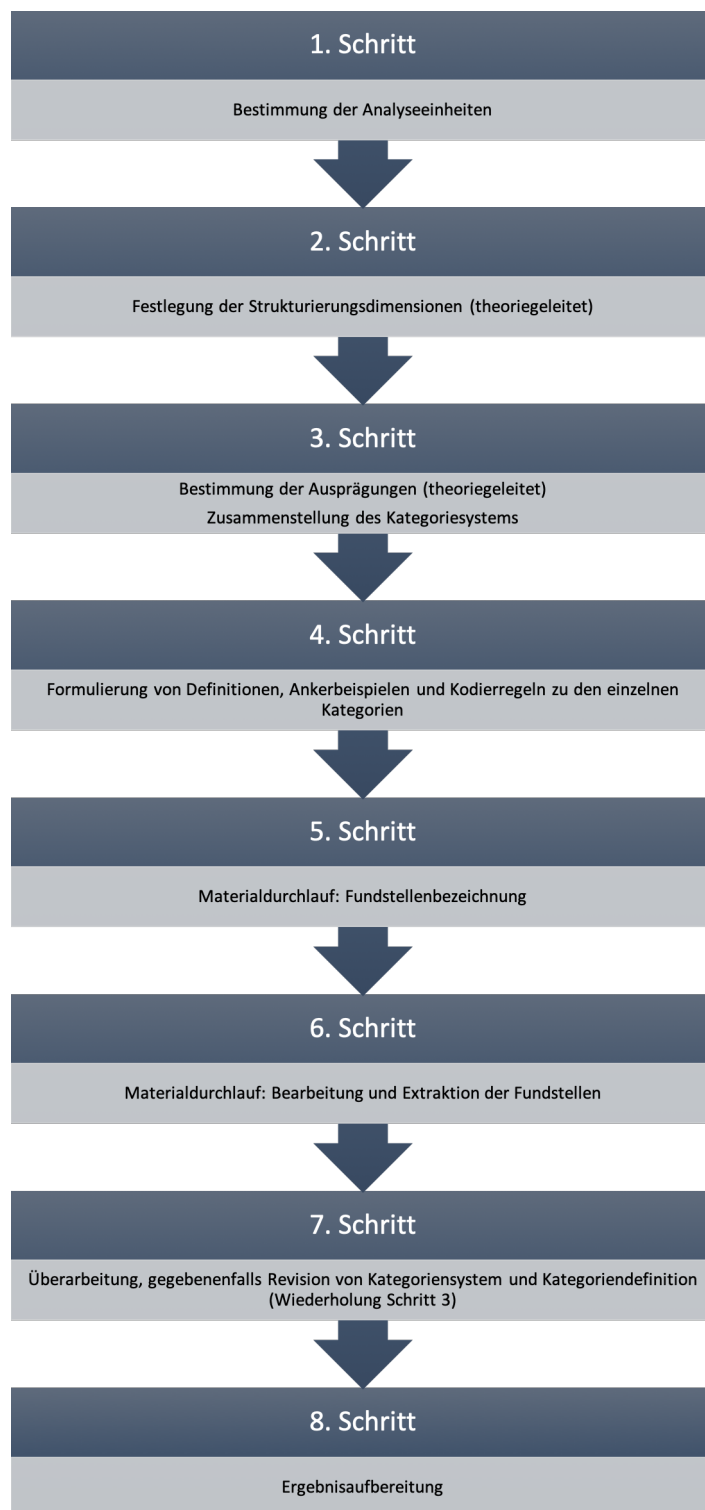 1. Schritt
Bestimmung der Analyseeinheiten
2. Schritt
Festlegung der Strukturierungsdimensionen (theoriegeleitet)
3. Schritt
Bestimmung der Ausprägungen (theoriegeleitet)
Zusammenstellung des Kategoriesystems
4. Schritt
Formulierung von Definitionen, Ankerbeispielen und Kodierregeln zu den einzelnen
Kategorien
5. Schritt
Materialdurchlauf: Fundstellenbezeichnung
6. Schritt
Materialdurchlauf: Bearbeitung und Extraktion der Fundstellen
7. Schritt
Überarbeitung, gegebenenfalls Revision von Kategoriensystem und Kategoriendefinition
(Wiederholung Schritt 3)
8. Schritt
Ergebnisaufbereitung